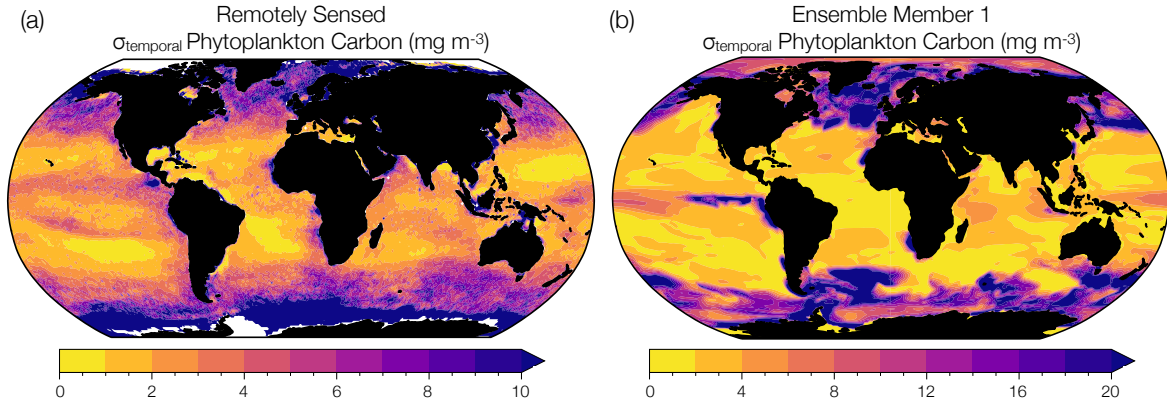 (a)
Remotely Sensed
σtemporal Phytoplankton Carbon (mg m-3)
0 2 4 6 8 10
(b)
Ensemble Member 1
σtemporal Phytoplankton Carbon (mg m-3)
0 4 8 12 16 20